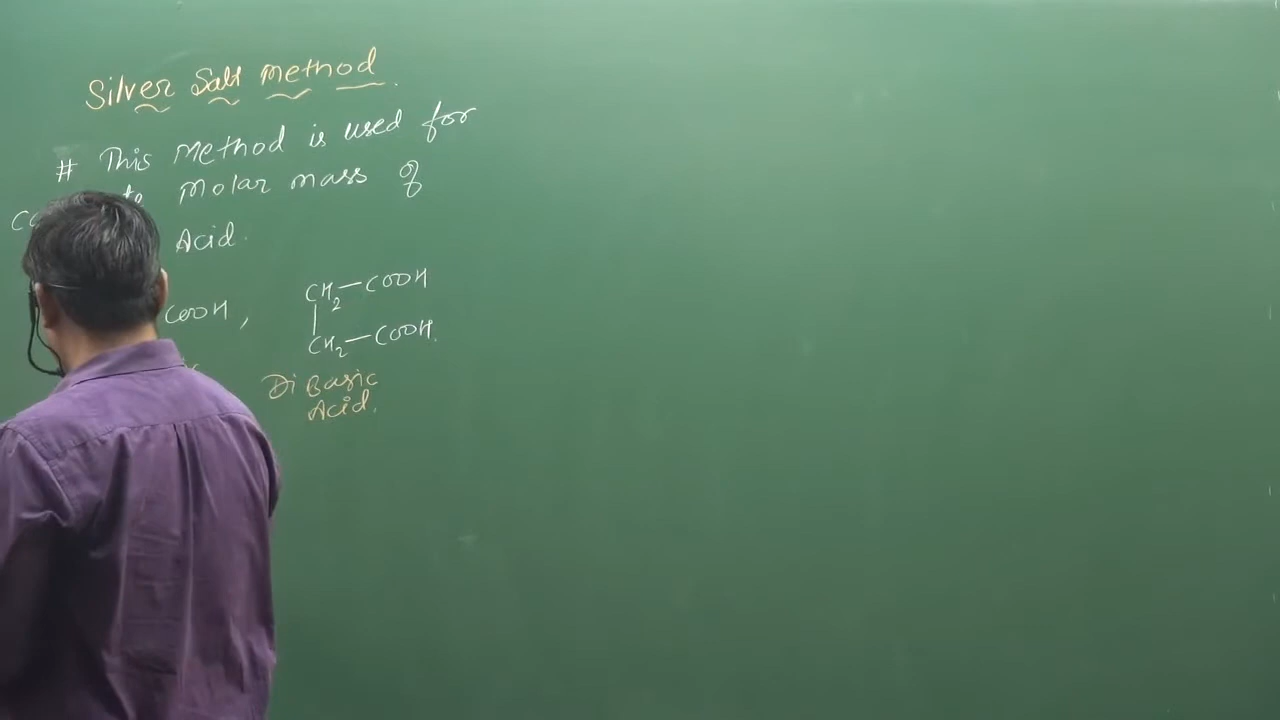 Silver Salt Method.
# This Method is used for
to Molar mass of
Acid.
CH2-COOH
COOH,
CH2-COOH.
Di Basic
Acid.